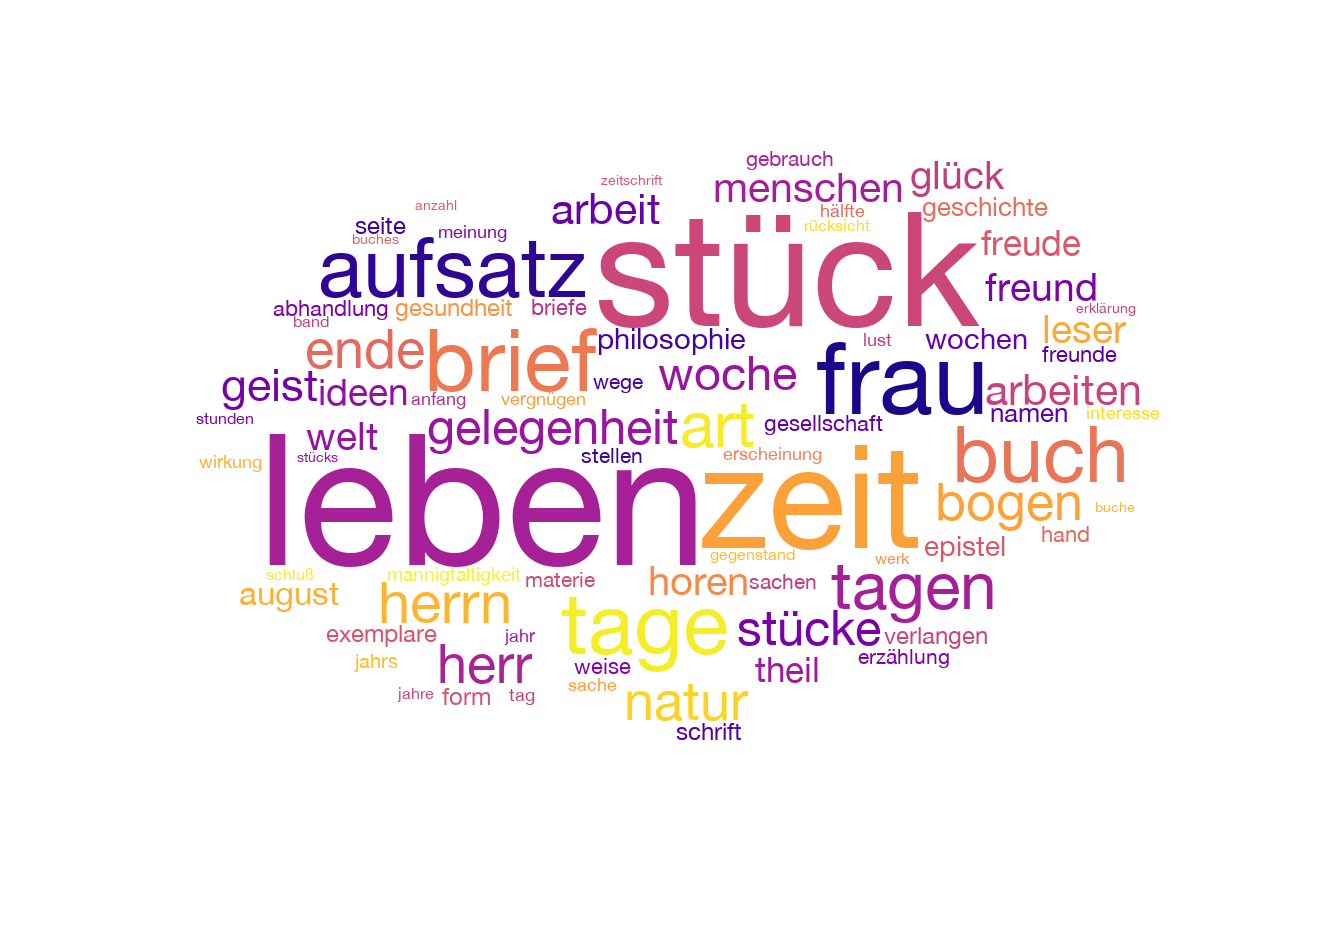 gebrauch
zeitschrift
menschen
glück
anzahl
arbeit
hälfte
geschichte
seite
meinung
rücksicht
buches
stück
freude
aufsatz
freund
abhandlung
gesundheit
briefe
erklärung
band
leser
ende
brief
philosophie
lust
wochen
freunde
geist
ideen
anfang
vergnügen
wege
woche
frau
arbeiten
stunden
namen
interesse
welt
gelegenheit
art
gesellschaft
wirkung
stücks
stellen
erscheinung
buch
leben
zeit
bogen
buche
hand
epistel
gegenstand
werk
schluß
mannigfaltigkeit
materie
horen
sachen
tagen
august
herrn
tage
stücke
verlangen
exemplare
jahr
erzählung
jahrs
herr
weise
theil
jahre
form
tag
sache
natur
schrift